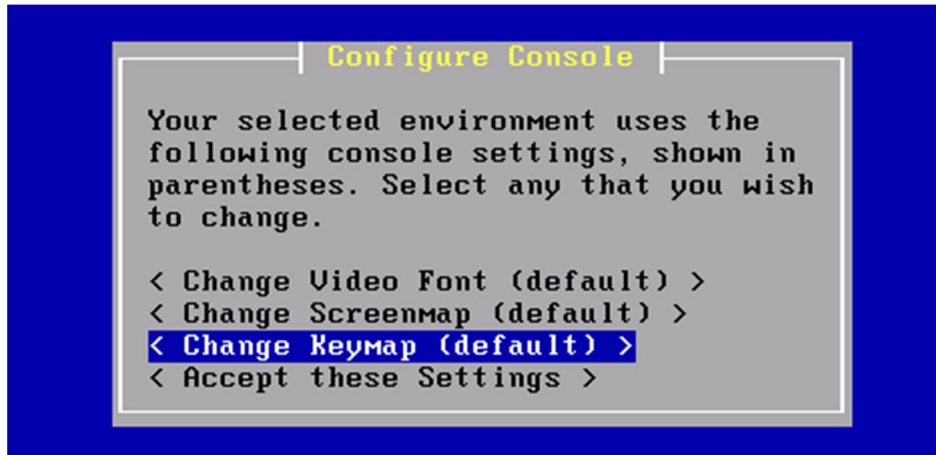 Configure Console
Your selected environment uses the
following console settings, shown in
parentheses. Select any that you wish
to change.
< Change Video Font (default) >
< Change Screenmap (default) >
< Change Keymap (default) >
< Accept these Settings >